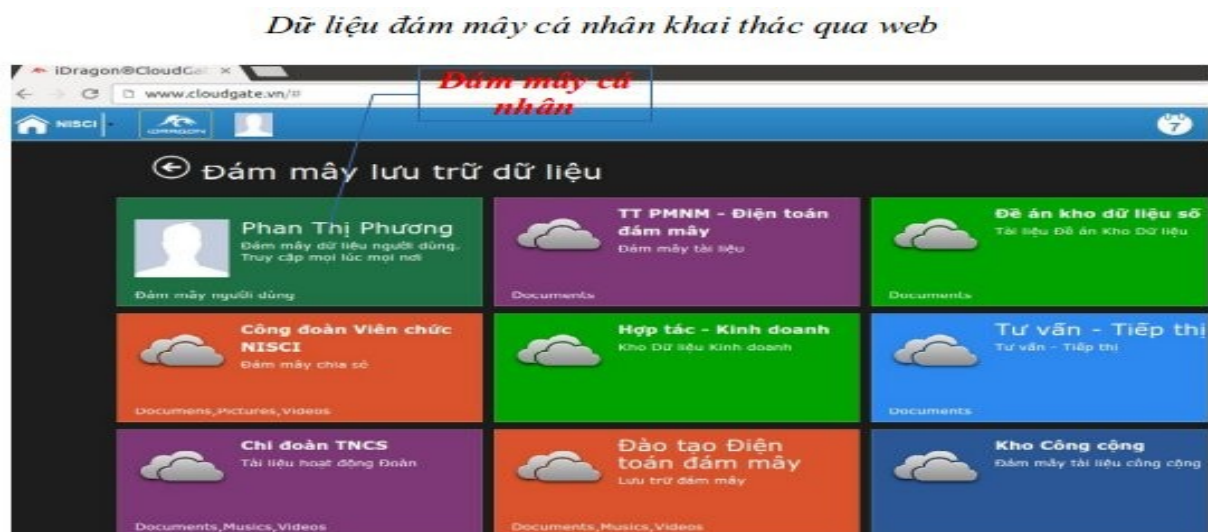 Dữ liệu đám mây cá nhân khai thác qua web
iDragon®CloudGa
www.cloudgate.vn/#
Đám mây cá
nhân
NISCI
IDRAGON
7
Đám mây lưu trữ dữ liệu
Phan Thị Phương
Đám mây dữ liệu người dùng.
Truy cập mọi lúc mọi nơi
Đám mây người dùng
TT PMNM - Điện toán
đám mây
Đám mây tài liệu
Documents
Đề án kho dữ liệu số
Tài liệu Đề án Kho Dữ liệu
Documents
Công đoàn Viên chức
NISCI
Đám mây chia sẻ
Documens,Pictures,Videos
Hợp tác - Kinh doanh
Kho Dữ liệu Kinh doanh
Tư vấn - Tiếp thị
Tư vấn - Tiếp thị
Documents
Chi đoàn TNCS
Tài liệu hoạt động Đoàn
Documents,Musics,Videos
Đào tạo Điện
toán đám mây
Lưu trữ đám mây
Documents,Musics,Videos
Kho Công cộng
Đám mây tài liệu công cộng